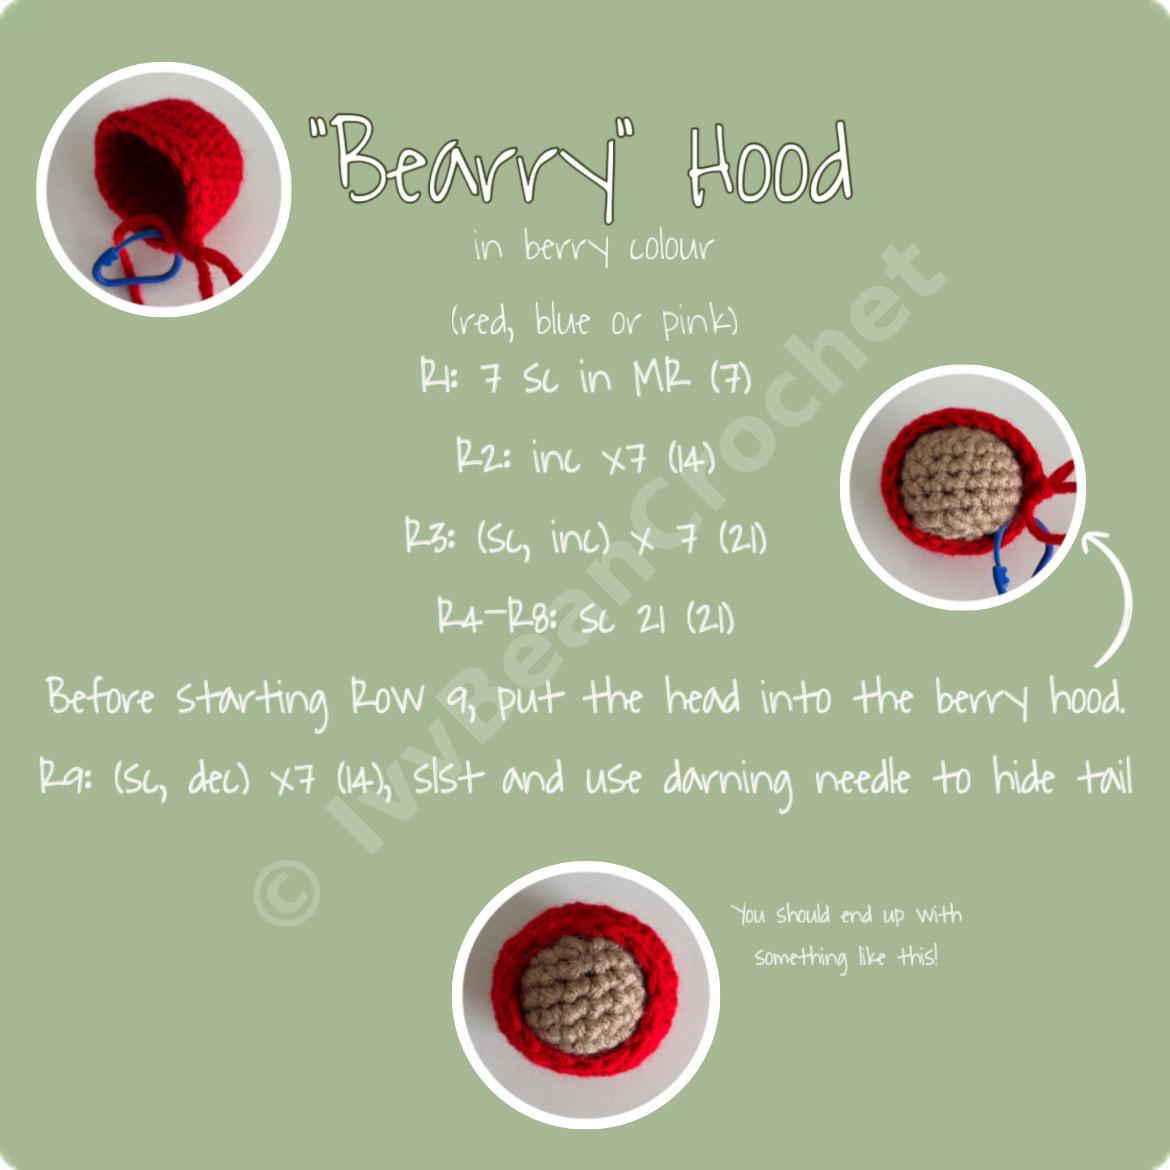 "Bearry" Hood
in berry colour
(red, blue or pink)
R1: 7 sc in MR (7)
R2: inc x7 (14)
R3: (sc, inc) x 7 (21)
R4-R8: sc 21 (21)
Before starting Row 9, put the head into the berry hood.
R9: (sc, dec) x7 (14), slst and use darning needle to hide tail
You should end up with
something like this!
© IvyBeanCrochet